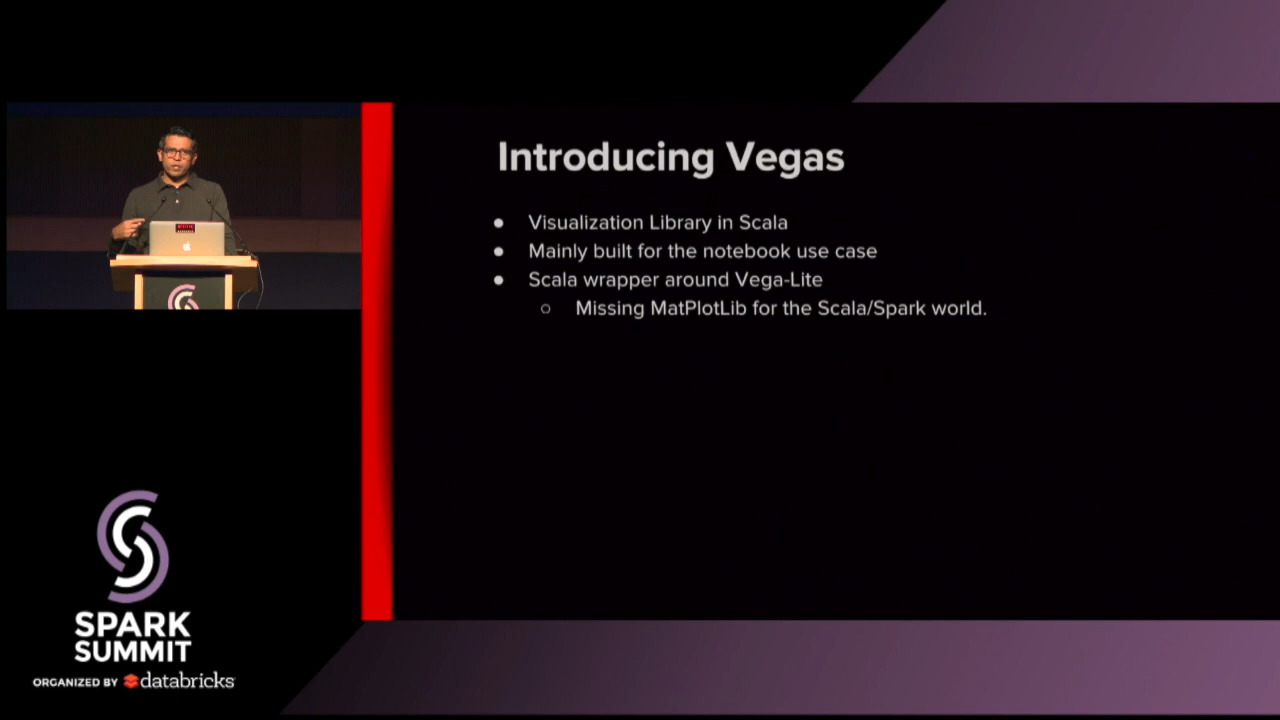 Introducing Vegas
● Visualization Library in Scala
● Mainly built for the notebook use case
● Scala wrapper around Vega-Lite
○ Missing MatPlotLib for the Scala/Spark world.
SPARK
SUMMIT
ORGANIZED BY databricks